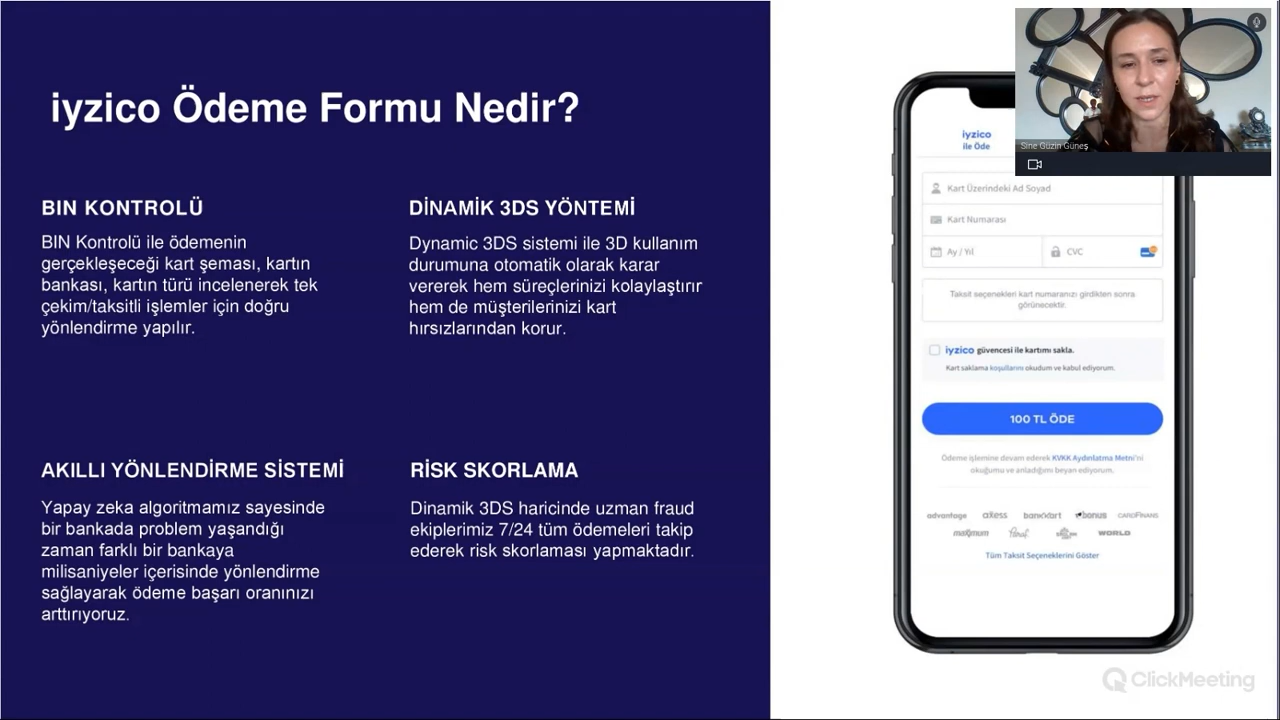 iyzico Ödeme Formu Nedir?
BIN KONTROLÜ
BIN Kontrolü ile ödemenin
gerçekleşeceği kart şeması, kartın
bankası, kartın türü incelenerek tek
çekim/taksitli işlemler için doğru
yönlendirme yapılır.
DİNAMİK 3DS YÖNTEMİ
Dynamic 3DS sistemi ile 3D kullanım
durumuna otomatik olarak karar
vererek hem süreçlerinizi kolaylaştırır
hem de müşterilerinizi kart
hırsızlarından korur.
AKILLI YÖNLENDİRME SİSTEMİ
Yapay zeka algoritmamız sayesinde
bir bankada problem yaşandığı
zaman farklı bir bankaya
milisaniyeler içerisinde yönlendirme
sağlayarak ödeme başarı oranınızı
arttırıyoruz.
RİSK SKORLAMA
Dinamik 3DS haricinde uzman fraud
ekiplerimiz 7/24 tüm ödemeleri takip
ederek risk skorlaması yapmaktadır.
Sine Güzin Güneş
iyzico
ile Öde
Kart Üzerindeki Ad Soyad
Kart Numarası
Ay / Yıl
CVC
Taksit seçenekleri kart numaranızı girdikten sonra
görünecektir.
iyzico güvencesi ile kartımı sakla.
Kart saklama koşullarını okudum ve kabul ediyorum.
100 TL ÖDE
Ödeme işlemine devam ederek KVKK Aydınlatma Metni'ni
okuğumu ve anladığımı beyan ediyorum.
advantage axess bankkart bonus CARDFINANS
maximum Paraf WORLD
Tüm Taksit Seçeneklerini Göster
ClickMeeting